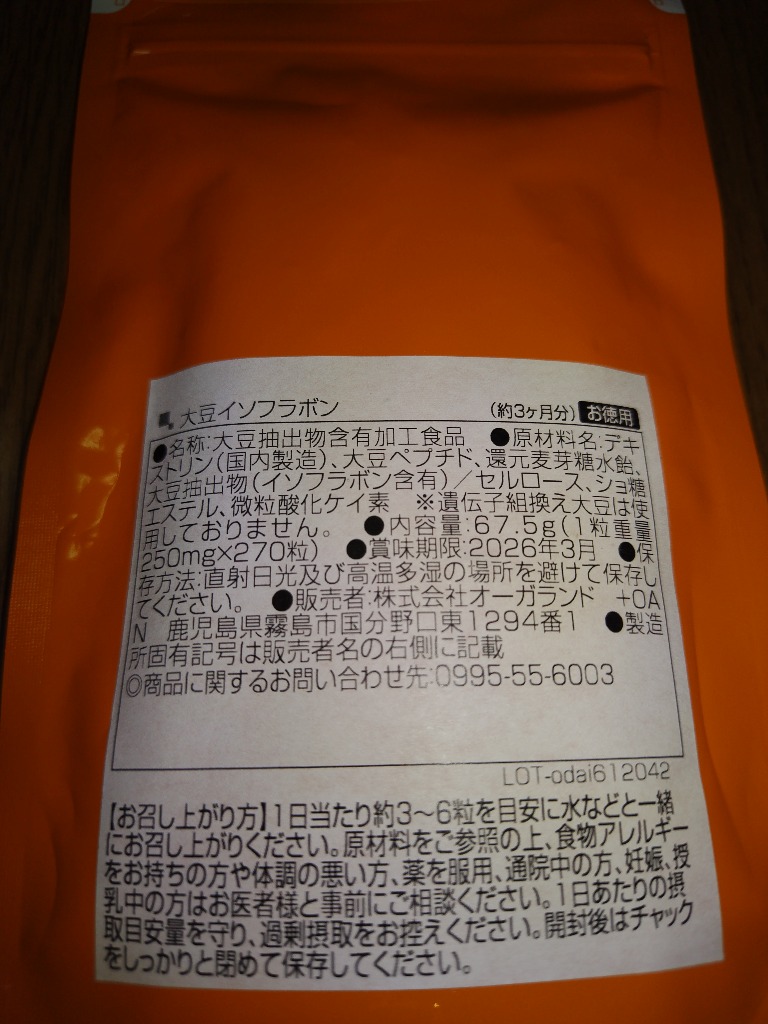 大豆イソフラボン (約3ヶ月分) お徳用
●名称:大豆抽出物含有加工食品 ●原材料名:デキ
ストリン(国内製造)、大豆ペプチド、還元麦芽糖水飴、
大豆抽出物(イソフラボン含有)/セルロース、ショ糖
エステル、微粒酸化ケイ素 ※遺伝子組換え大豆は使
用しておりません。 ●内容量:67.5g(1粒重量
250mg×270粒) ●賞味期限:2026年3月 ●保
存方法:直射日光及び高温多湿の場所を避けて保存し
てください。 ●販売者:株式会社オーガランド +OA
N 鹿児島県霧島市国分野口東1294番1 ●製造
所固有記号は販売者名の右側に記載
◎商品に関するお問い合わせ先:0995-55-6003
LOT-odai612042
【お召し上がり方】1日当たり約3〜6粒を目安に水などと一緒
にお召し上がりください。原材料をご参照の上、食物アレルギー
をお持ちの方や体調の悪い方、薬を服用、通院中の方、妊娠、授
乳中の方はお医者様と事前にご相談ください。1日あたりの摂
取目安量を守り、過剰摂取をお控えください。開封後はチャック
をしっかりと閉めて保存してください。